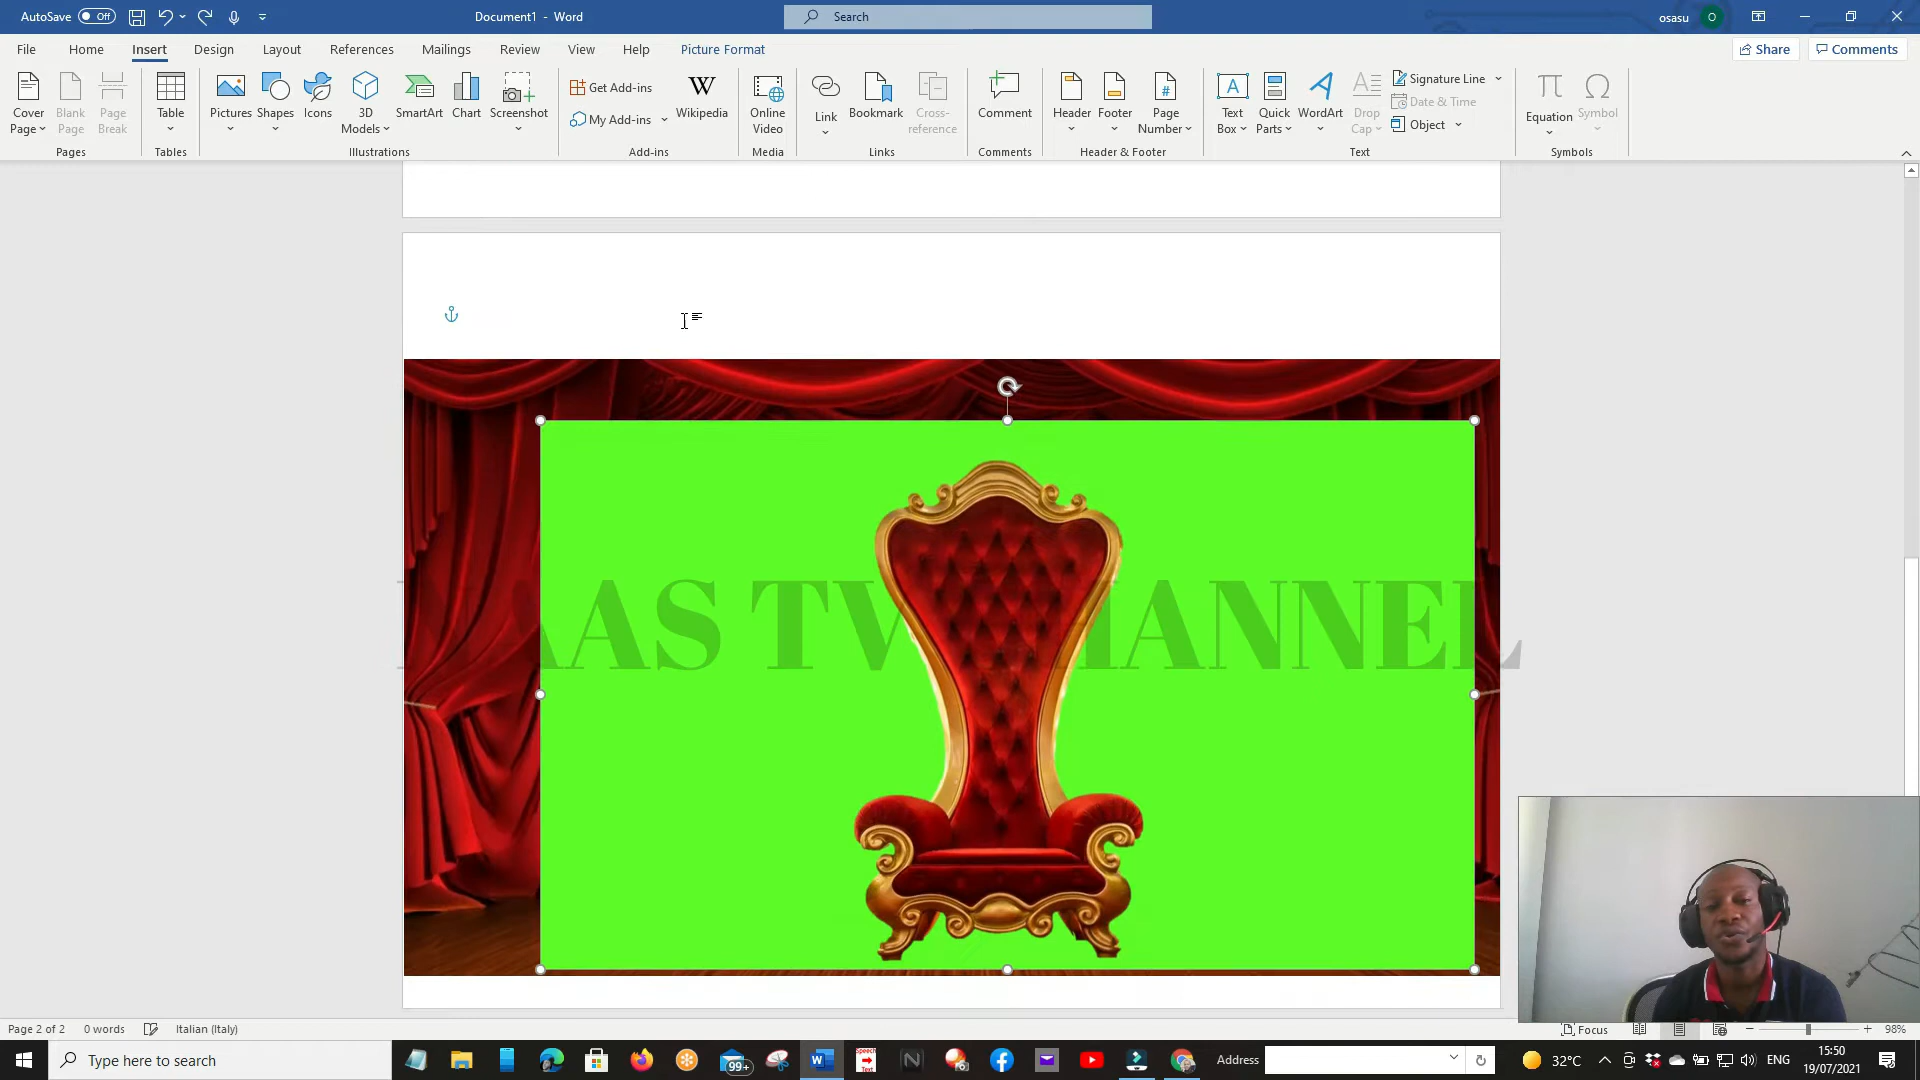 AutoSave Off Document1 - Word Search osasu O
File Home Insert Design Layout References Mailings Review View Help Picture Format Share Comments
Cover Page Blank Page Page Break Table Pictures Shapes Icons 3D Models SmartArt Chart Screenshot Get Add-ins My Add-ins W Wikipedia Online Video Link Bookmark Cross-reference Comment Header Footer Page Number Text Box Quick Parts WordArt Drop Cap Signature Line Date & Time Object Equation Symbol
Pages Tables Illustrations Add-ins Media Links Comments Header & Footer Text Symbols
AAS TV CHANNEL
Page 2 of 2 0 words Italian (Italy) Focus 98%
Type here to search 99+ Speech Text Address 32°C ENG 15:50
19/07/2021